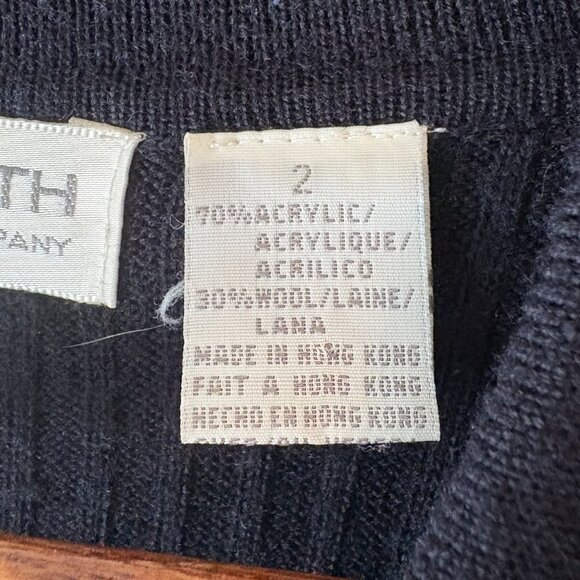 TH
PANY
2
70% ACRYLIC/
ACRYLIQUE/
ACRILICO
30% WOOL/LAINE/
LANA
MADE IN HONG KONG
FAIT A HONG KONG
HECHO EN HONG KONG